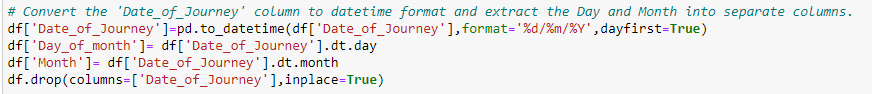 # Convert the 'Date_of_Journey' column to datetime format and extract the Day and Month into separate columns.
df['Date_of_Journey']=pd.to_datetime(df['Date_of_Journey'],format='%d/%m/%Y',dayfirst=True)
df['Day_of_month']= df['Date_of_Journey'].dt.day
df['Month']= df['Date_of_Journey'].dt.month
df.drop(columns=['Date_of_Journey'],inplace=True)